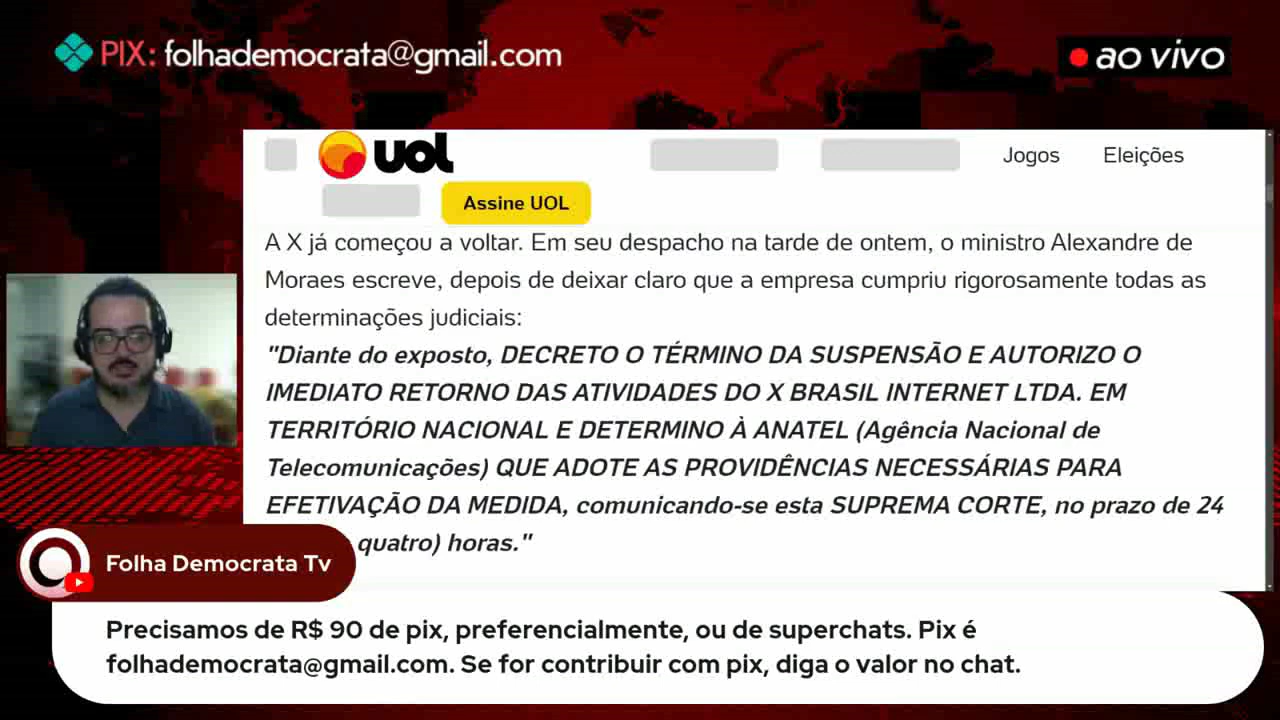 PIX: folhademocrata@gmail.com
ao vivo
uol
Jogos
Eleições
Assine UOL
A X já começou a voltar. Em seu despacho na tarde de ontem, o ministro Alexandre de
Moraes escreve, depois de deixar claro que a empresa cumpriu rigorosamente todas as
determinações judiciais:
"Diante do exposto, DECRETO O TÉRMINO DA SUSPENSÃO E AUTORIZO O
IMEDIATO RETORNO DAS ATIVIDADES DO X BRASIL INTERNET LTDA. EM
TERRITÓRIO NACIONAL E DETERMINO À ANATEL (Agência Nacional de
Telecomunicações) QUE ADOTE AS PROVIDÊNCIAS NECESSÁRIAS PARA
EFETIVAÇÃO DA MEDIDA, comunicando-se esta SUPREMA CORTE, no prazo de 24
quatro) horas."
Folha Democrata Tv
Precisamos de R$ 90 de pix, preferencialmente, ou de superchats. Pix é
folhademocrata@gmail.com. Se for contribuir com pix, diga o valor no chat.